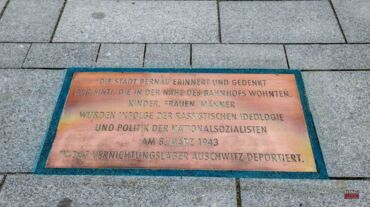 DIE STADT BERNAU ERINNERT UND GEDENKT
DER SINTI, DIE IN DER NÄHE DES BAHNHOFS WOHNTEN.
KINDER, FRAUEN, MÄNNER
WURDEN INFOLGE DER RASSISTISCHEN IDEOLOGIE
UND POLITIK DER NATIONALSOZIALISTEN
AM 8. MÄRZ 1943
IN DAS VERNICHTUNGSLAGER AUSCHWITZ DEPORTIERT.